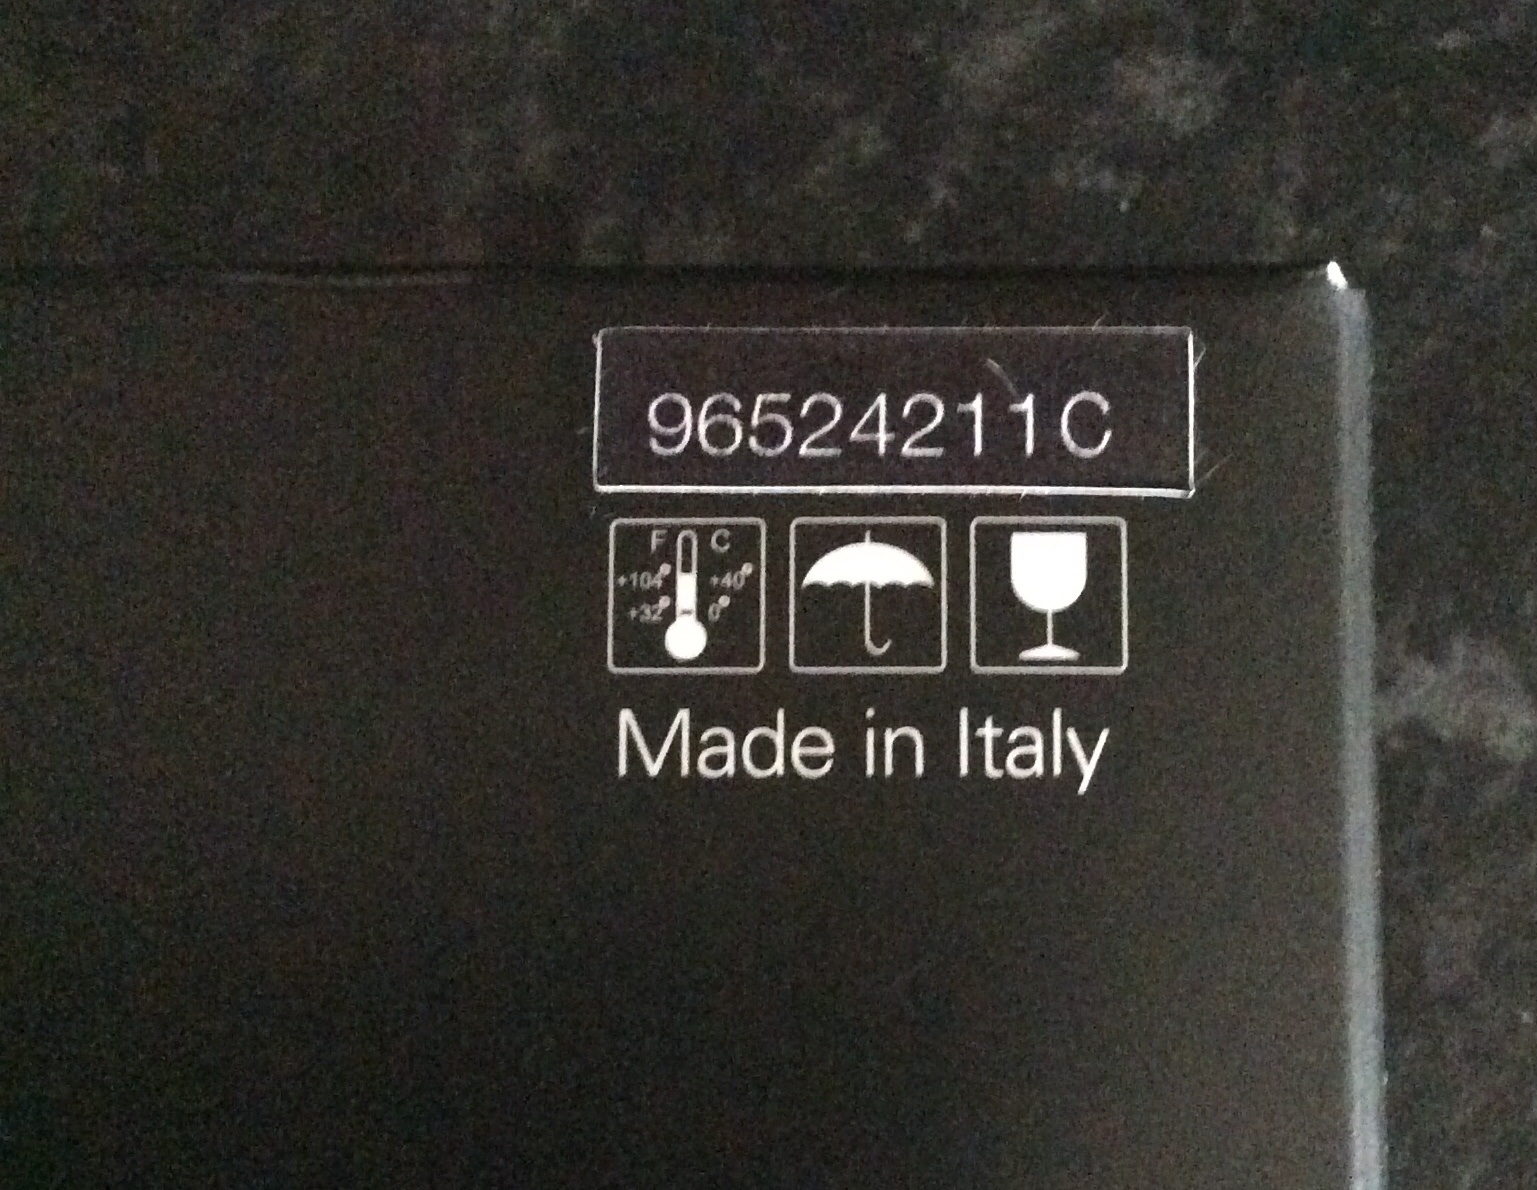 96524211C
F C
+104° +40°
+32° 0°
Made in Italy